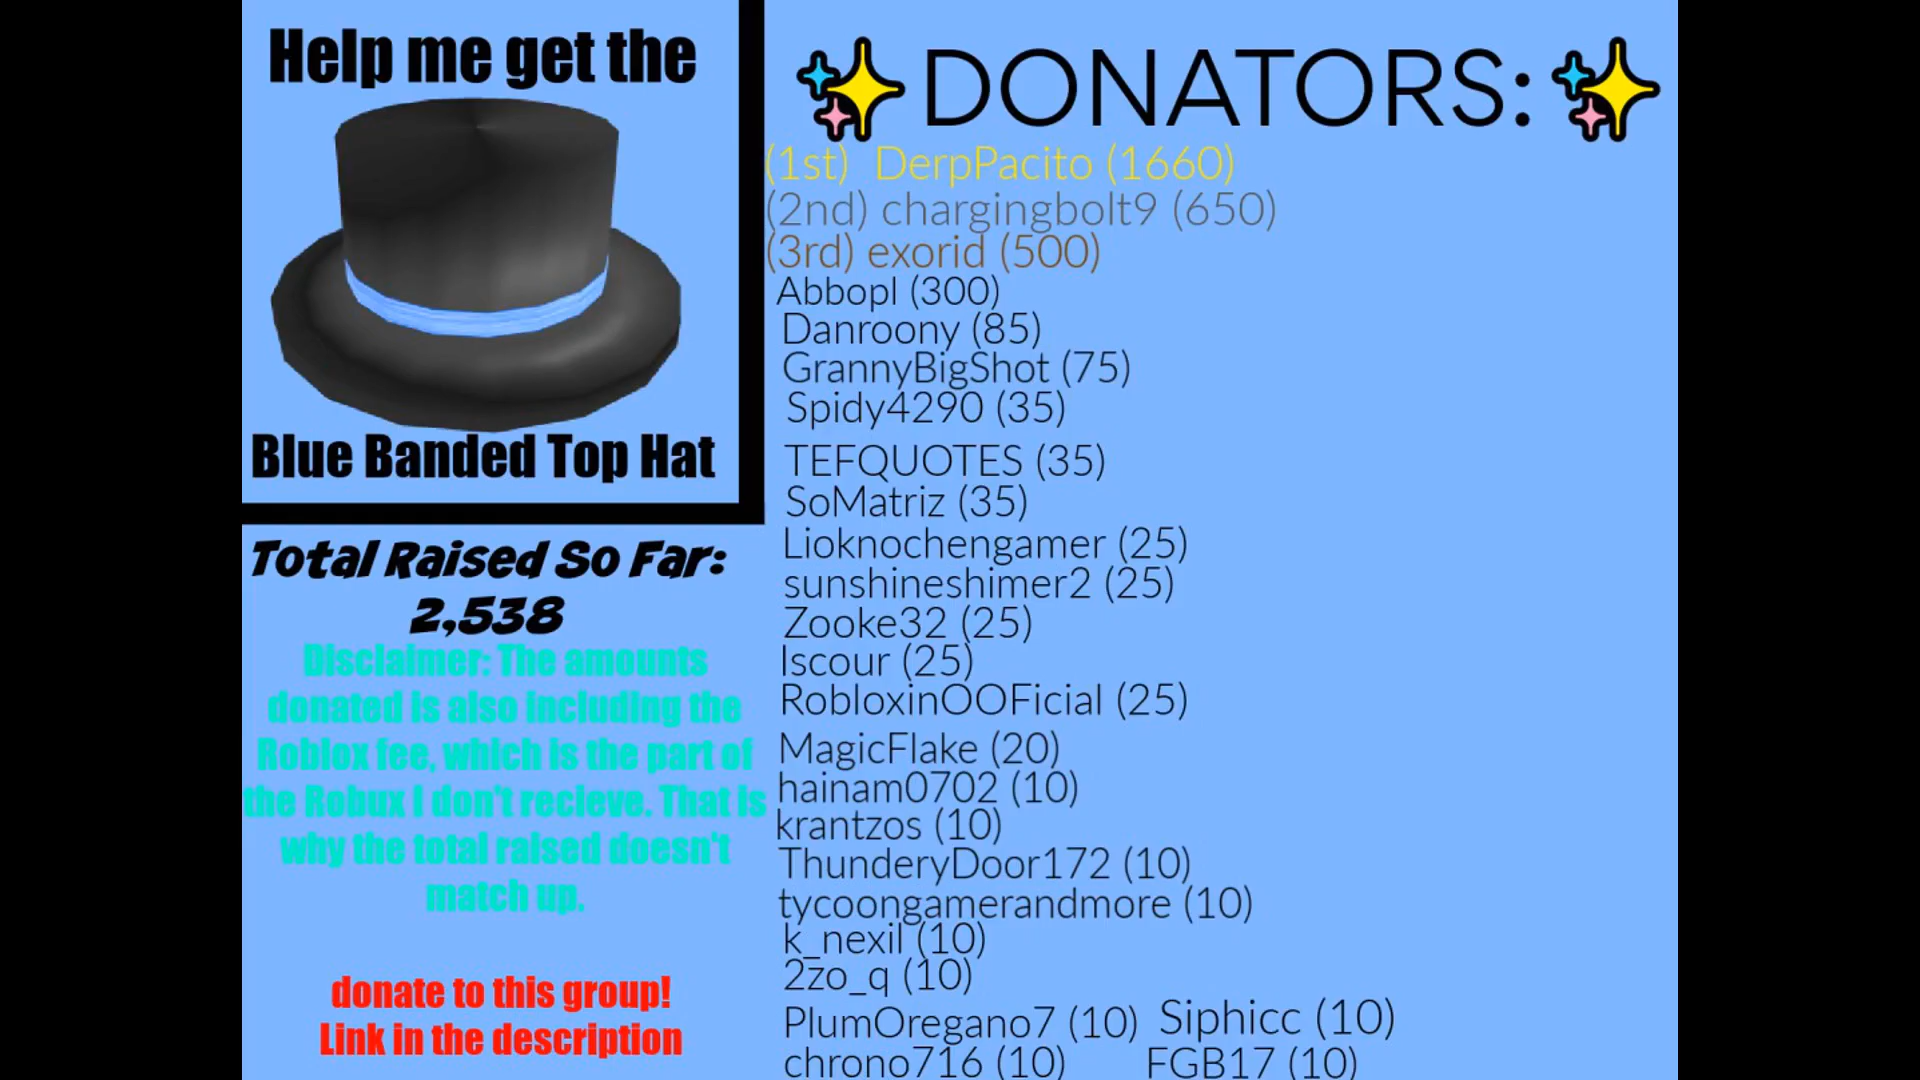 Help me get the
Blue Banded Top Hat
Total Raised So Far:
2,538
Disclaimer: The amounts
donated is also including the
Roblox fee, which is the part of
the Robux I don't recieve. That is
why the total raised doesn't
match up.
donate to this group!
Link in the description
✨DONATORS:✨
(1st) DerpPacito (1660)
(2nd) chargingbolt9 (650)
(3rd) exorid (500)
Abbopl (300)
Danroony (85)
GrannyBigShot (75)
Spidy4290 (35)
TEFQUOTES (35)
SoMatriz (35)
Lioknochengamer (25)
sunshineshimer2 (25)
Zooke32 (25)
Iscour (25)
RobloxinOOFicial (25)
MagicFlake (20)
hainam0702 (10)
krantzos (10)
ThunderyDoor172 (10)
tycoongamerandmore (10)
k_nexil (10)
2zo_q (10)
PlumOregano7 (10) Siphicc (10)
chrono716 (10) FGB17 (10)